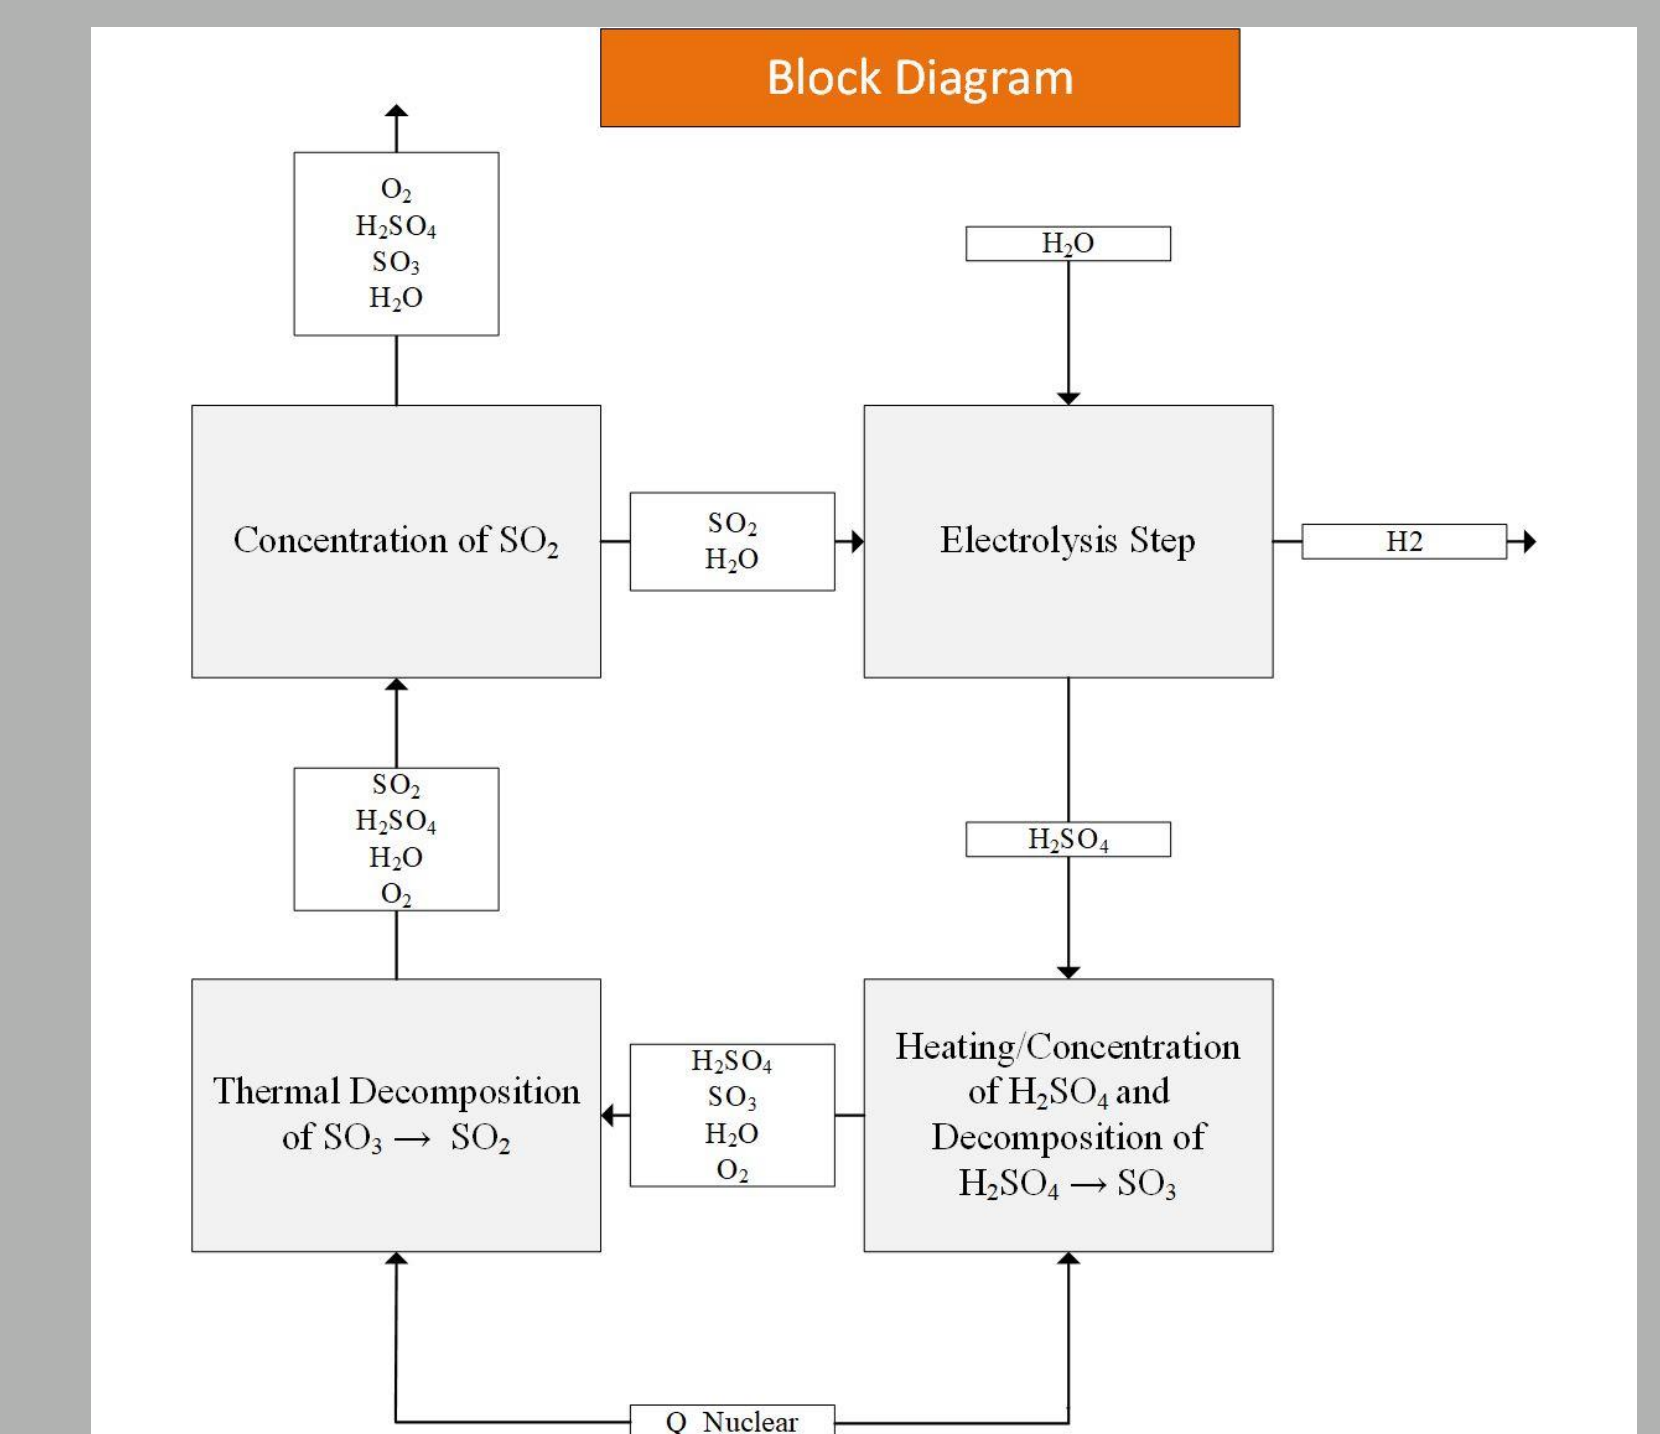 Block Diagram
O₂
H₂SO₄
SO₃
H₂O
H₂O
Concentration of SO₂
SO₂
H₂O
Electrolysis Step
H2
SO₂
H₂SO₄
H₂O
O₂
H₂SO₄
Thermal Decomposition
of SO₃ → SO₂
H₂SO₄
SO₃
H₂O
O₂
Heating/Concentration
of H₂SO₄ and
Decomposition of
H₂SO₄ → SO₃
Q Nuclear